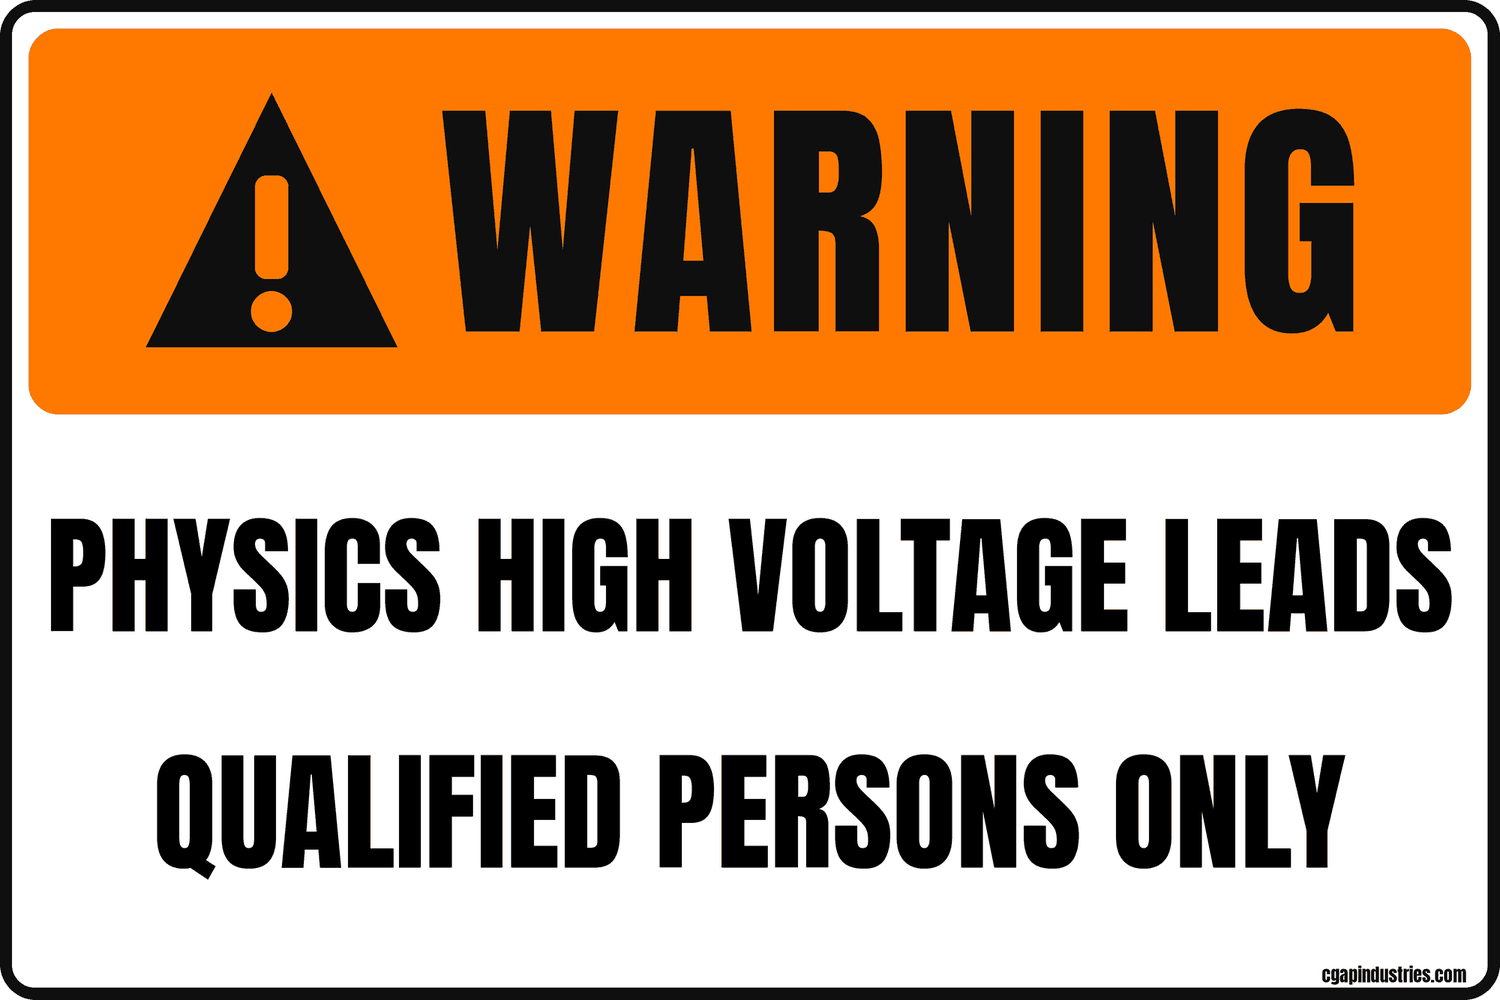 WARNING
PHYSICS HIGH VOLTAGE LEADS
QUALIFIED PERSONS ONLY
cgapindustries.com